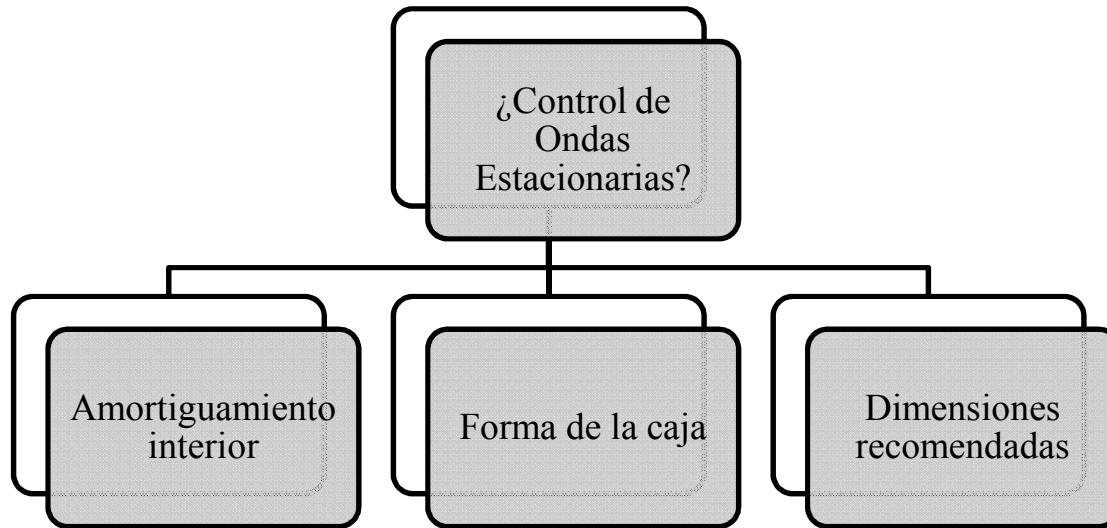 ¿Control de
Ondas
Estacionarias?
Amortiguamiento
interior
Forma de la caja
Dimensiones
recomendadas